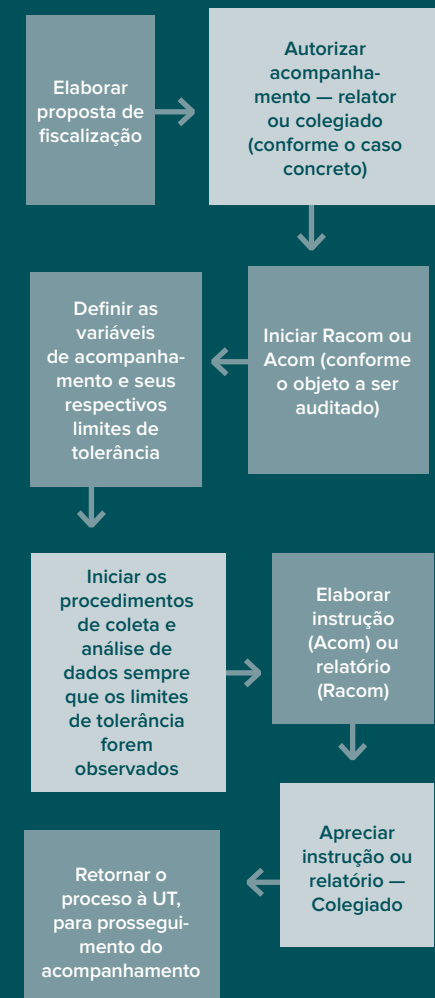 Elaborar
proposta de
fiscalização
Autorizar
acompanha-
mento — relator
ou colegiado
(conforme o caso
concreto)
Iniciar Racom ou
Acom (conforme
o objeto a ser
auditado)
Definir as
variáveis
de acompanha-
mento e seus
respectivos
limites de
tolerância
Iniciar os
procedimentos
de coleta e
análise de
dados sempre
que os limites
de tolerância
forem
observados
Elaborar
instrução
(Acom) ou
relatório
(Racom)
Apreciar
instrução ou
relatório —
Colegiado
Retornar o
processo à UT,
para prossegui-
mento do
acompanhamento